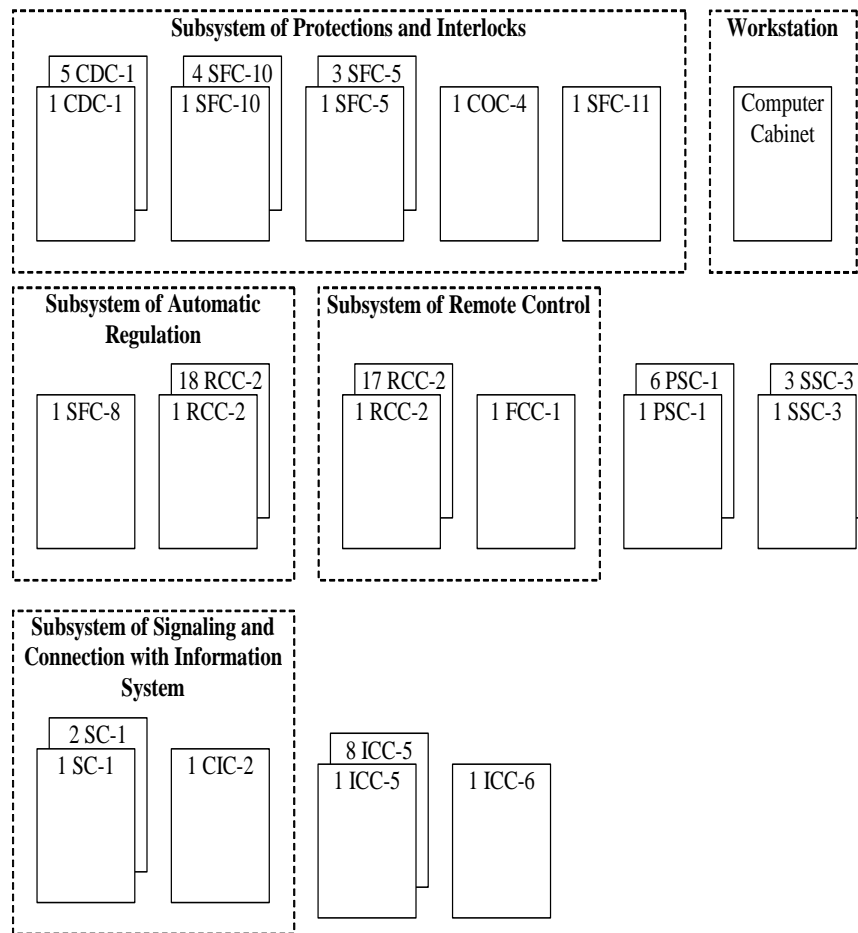 Subsystem of Protections and Interlocks
5 CDC-1
1 CDC-1
4 SFC-10
1 SFC-10
3 SFC-5
1 SFC-5
1 COC-4
1 SFC-11
Workstation
Computer
Cabinet
Subsystem of Automatic
Regulation
1 SFC-8
18 RCC-2
1 RCC-2
Subsystem of Remote Control
17 RCC-2
1 RCC-2
1 FCC-1
6 PSC-1
1 PSC-1
3 SSC-3
1 SSC-3
Subsystem of Signaling and
Connection with Information
System
2 SC-1
1 SC-1
1 CIC-2
8 ICC-5
1 ICC-5
1 ICC-6